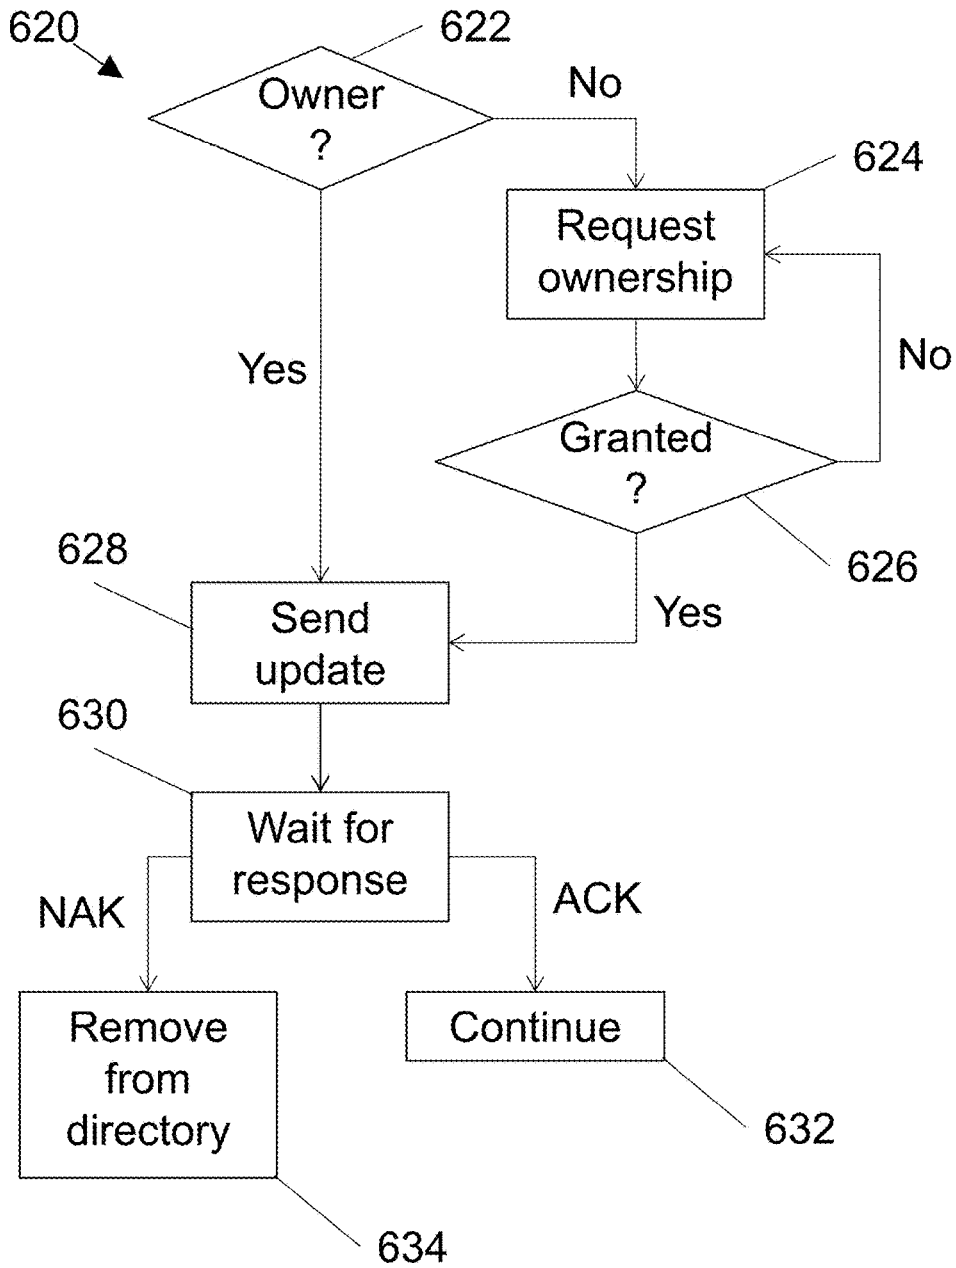 620
622
Owner
?
No
624
Request
ownership
No
Yes
Granted
?
626
628
Yes
Send
update
630
Wait for
response
NAK
ACK
Remove
from
directory
Continue
632
634